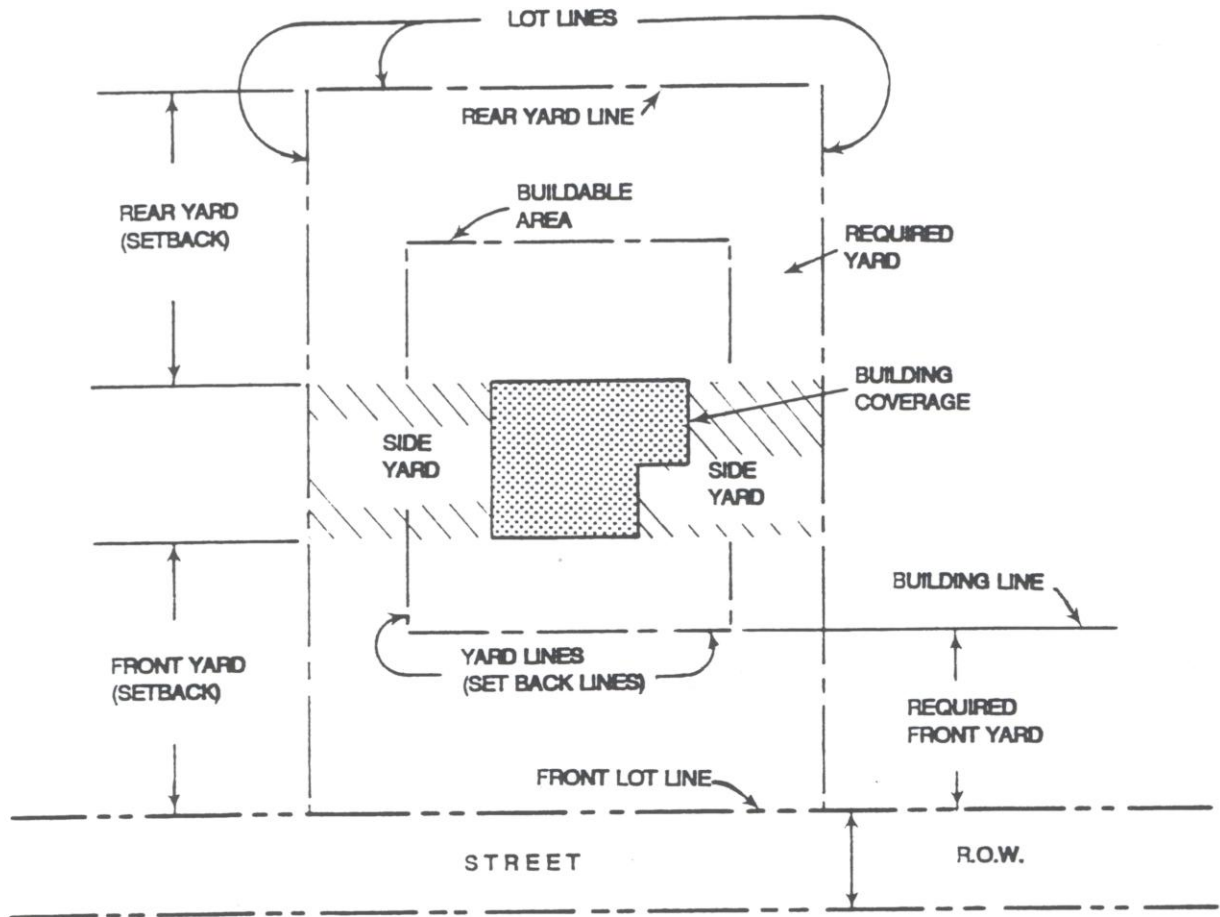 LOT LINES
REAR YARD LINE
BUILDABLE
AREA
REAR YARD
(SETBACK)
REQUIRED
YARD
BUILDING
COVERAGE
SIDE
YARD
SIDE
YARD
BUILDING LINE
YARD LINES
(SET BACK LINES)
FRONT YARD
(SETBACK)
REQUIRED
FRONT YARD
FRONT LOT LINE
STREET
R.O.W.